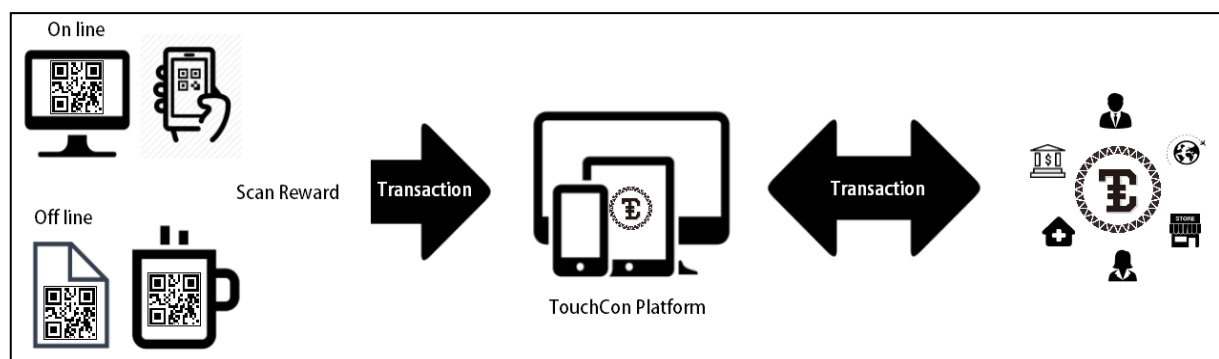 On line
Scan Reward
Transaction
Off line
TouchCon Platform
Transaction
$
STORE